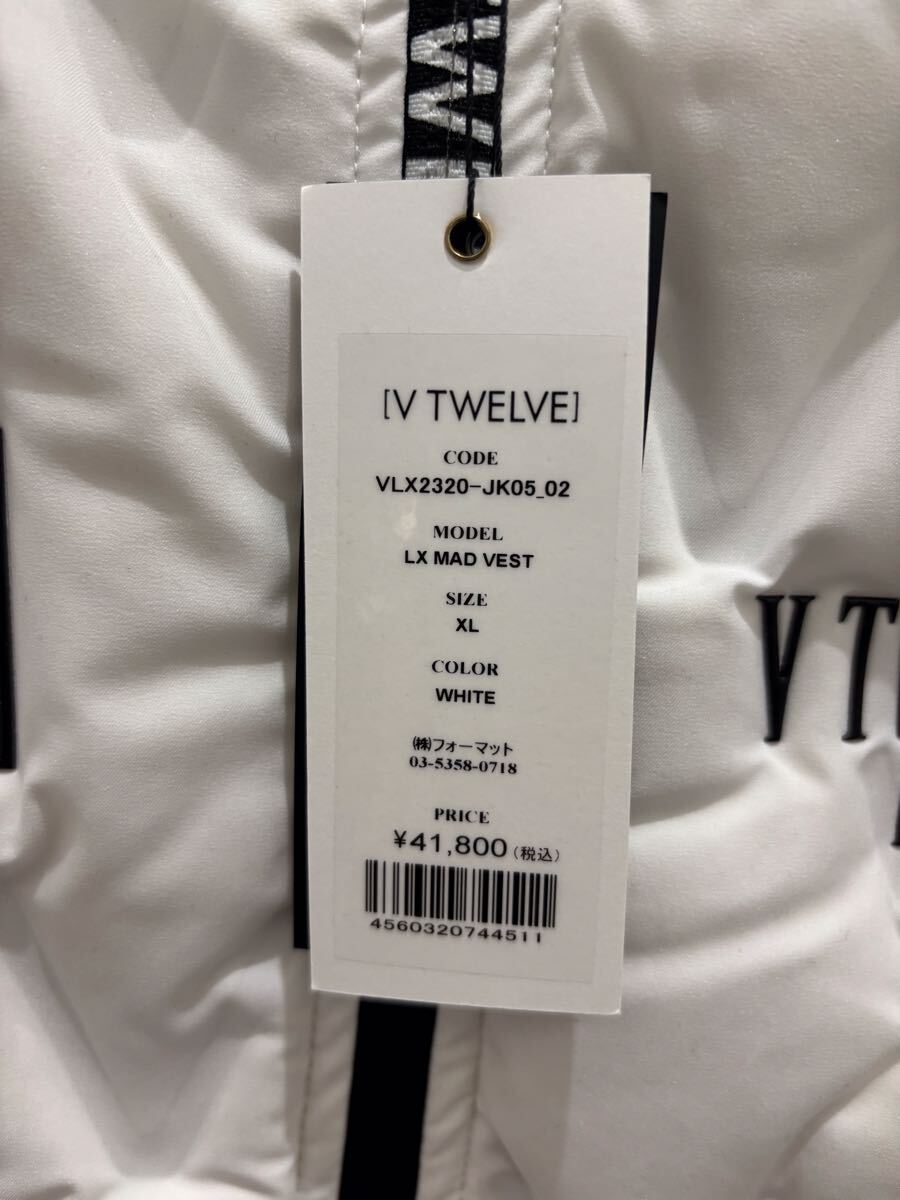 [V TWELVE]
CODE
VLX2320-JK05_02
MODEL
LX MAD VEST
SIZE
XL
COLOR
WHITE
㈱フォーマット
03-5358-0718
PRICE
¥41,800(税込)
4560320744511
V T